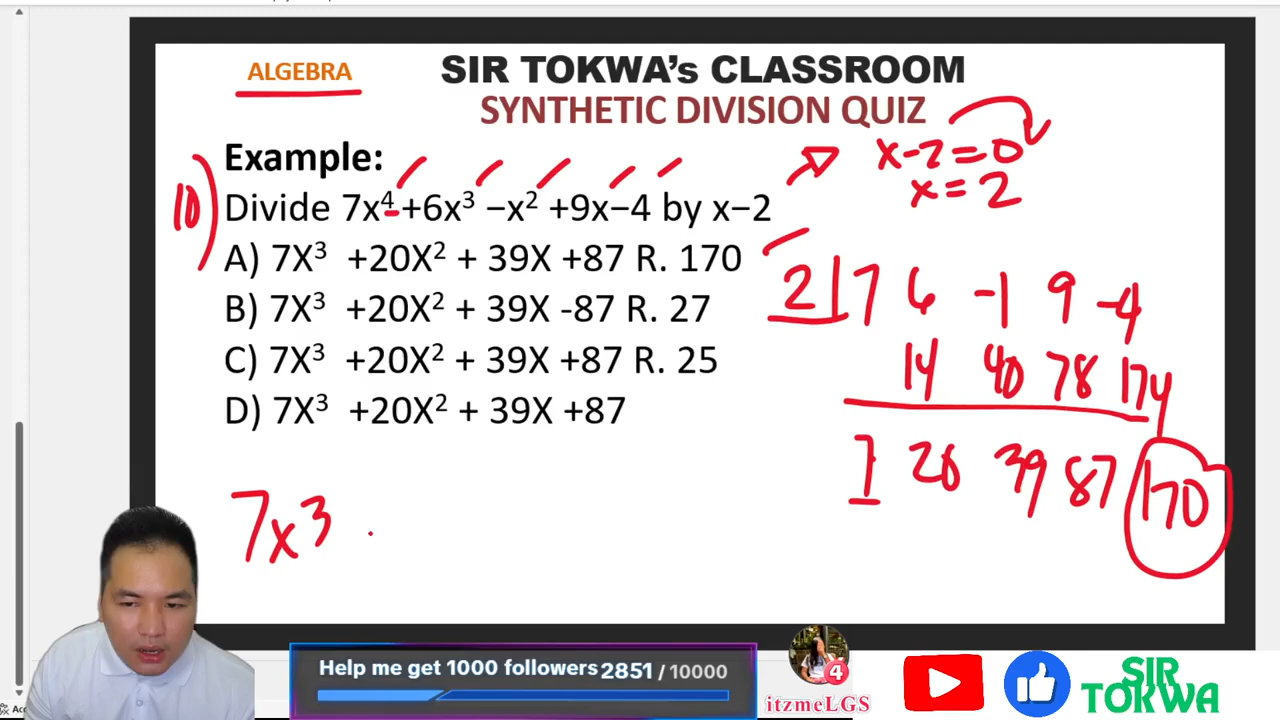 ALGEBRA
SIR TOKWA's CLASSROOM
SYNTHETIC DIVISION QUIZ
Example:
10) Divide 7x⁴ +6x³ −x² +9x−4 by x−2
A) 7X³ +20X² + 39X +87 R. 170
B) 7X³ +20X² + 39X -87 R. 27
C) 7X³ +20X² + 39X +87 R. 25
D) 7X³ +20X² + 39X +87
x-2=0
x=2
2| 7 6 -1 9 -4
14 40 78 174
7 20 39 87 170
7x3
Help me get 1000 followers 2851 / 10000
4
itzmeLGS
SIR
TOKWA